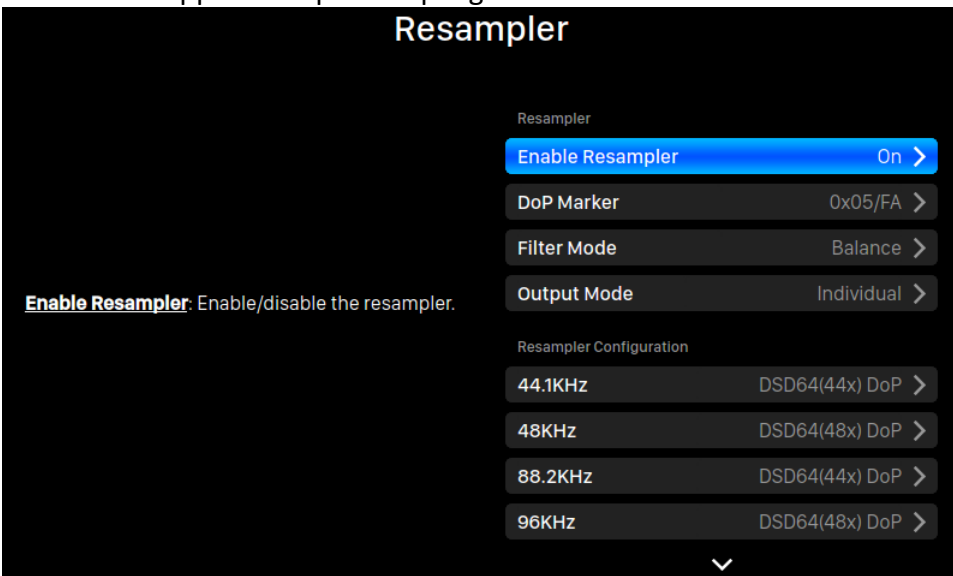 Resampler
Resampler
Enable Resampler On
DoP Marker 0x05/FA
Filter Mode Balance
Enable Resampler: Enable/disable the resampler.
Output Mode Individual
Resampler Configuration
44.1KHz DSD64(44x) DoP
48KHz DSD64(48x) DoP
88.2KHz DSD64(44x) DoP
96KHz DSD64(48x) DoP